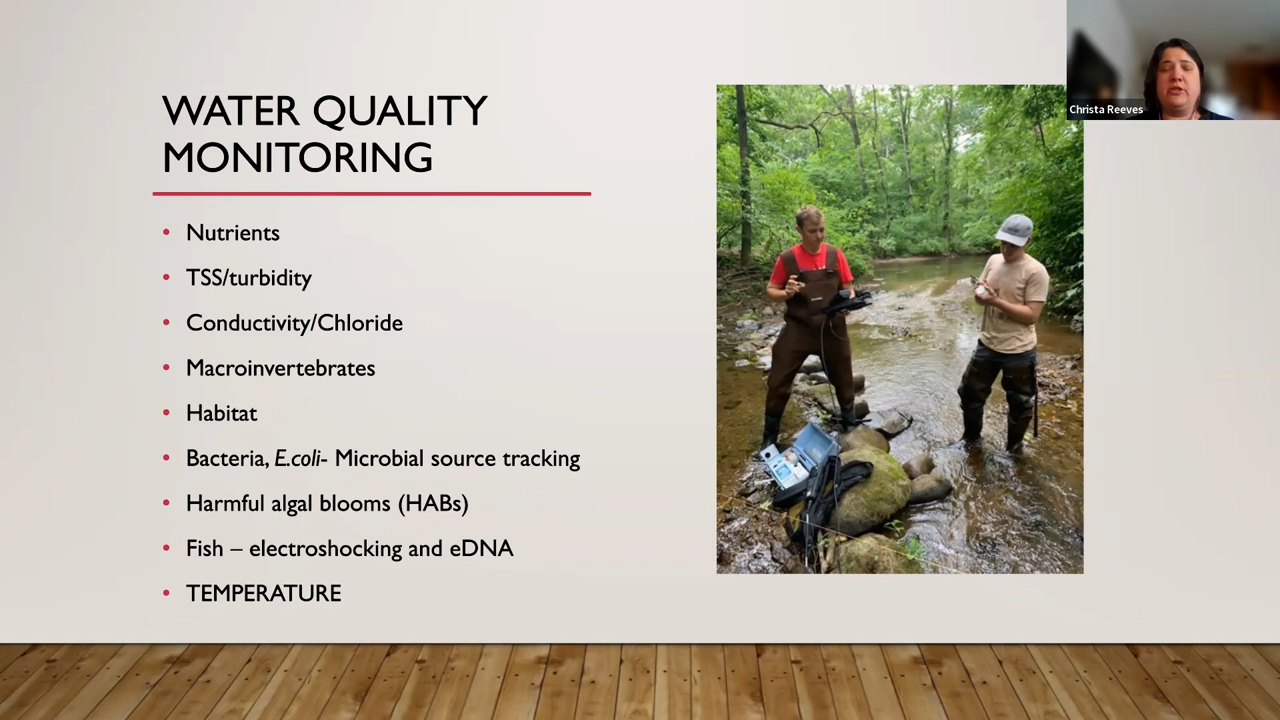 WATER QUALITY
MONITORING
• Nutrients
• TSS/turbidity
• Conductivity/Chloride
• Macroinvertebrates
• Habitat
• Bacteria, E.coli- Microbial source tracking
• Harmful algal blooms (HABs)
• Fish – electroshocking and eDNA
• TEMPERATURE
Christa Reeves